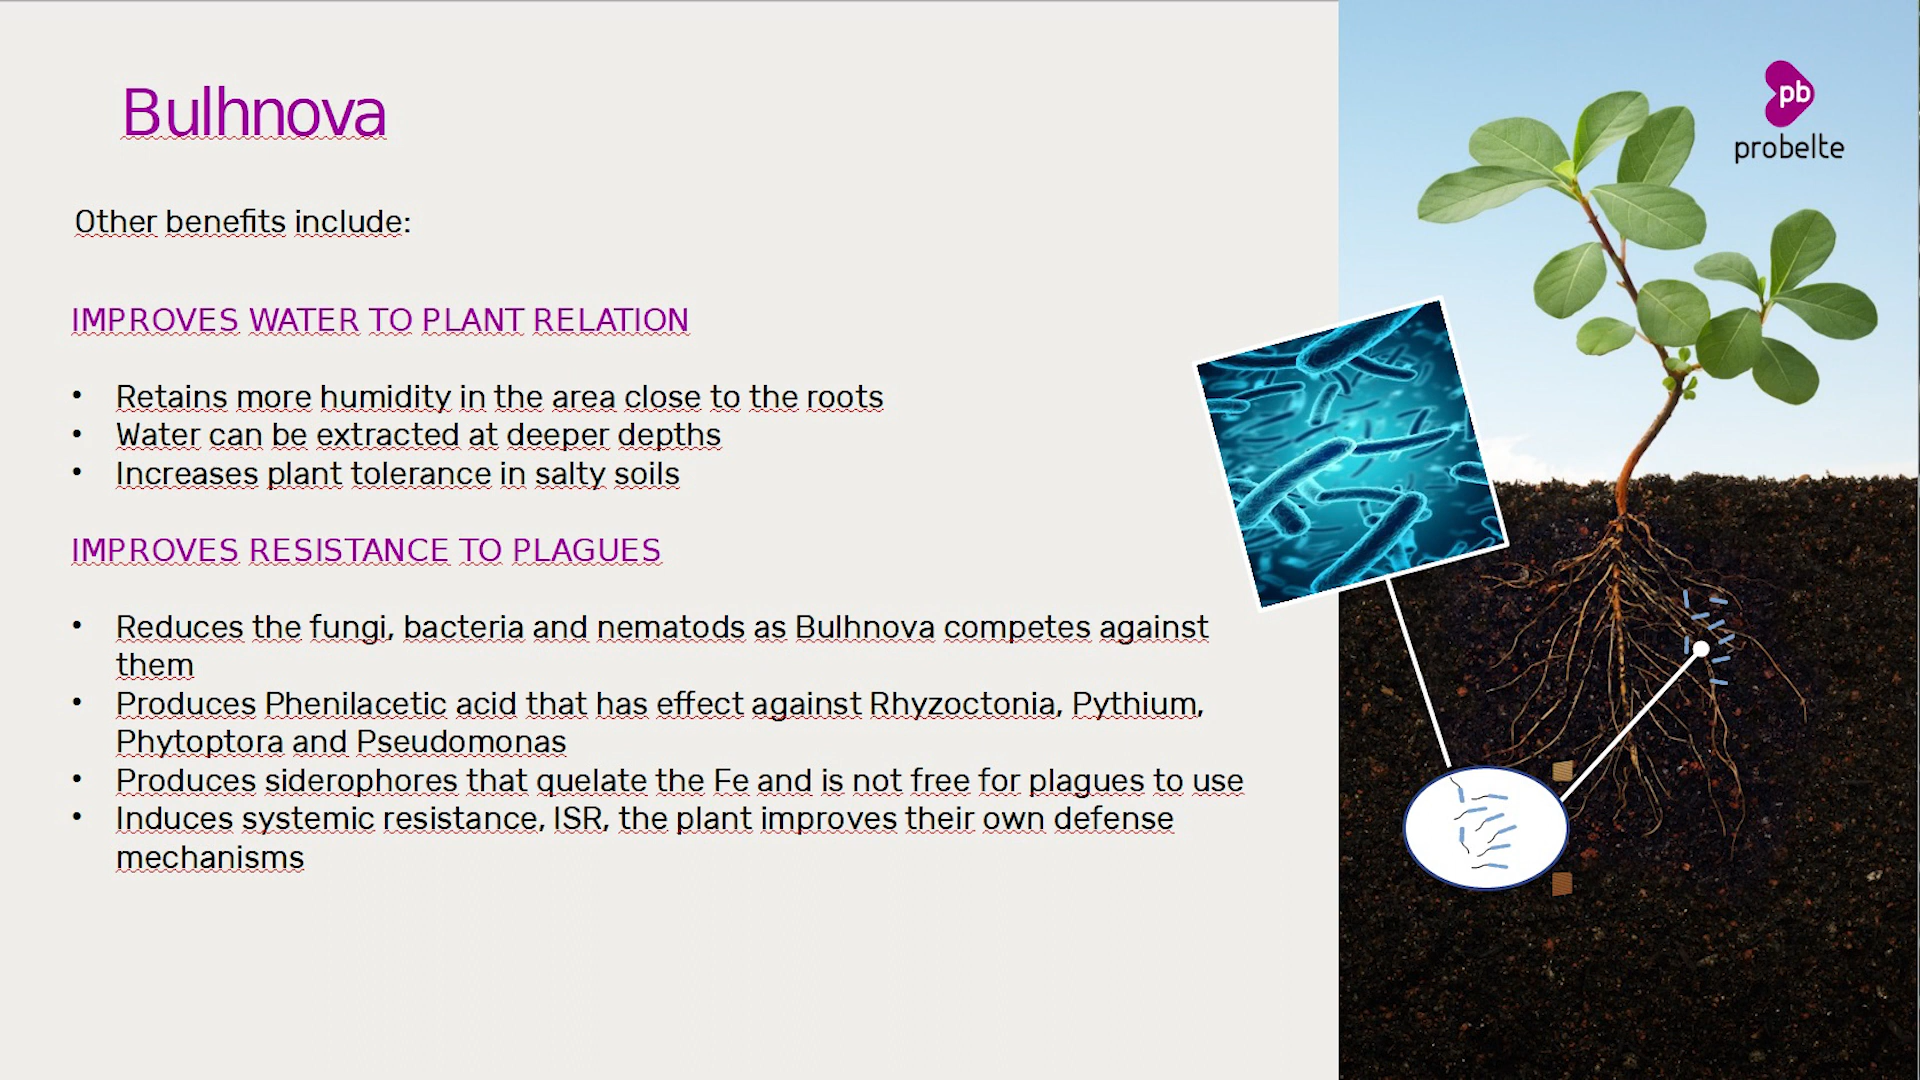 Bulhnova
pb
probelte
Other benefits include:
IMPROVES WATER TO PLANT RELATION
• Retains more humidity in the area close to the roots
• Water can be extracted at deeper depths
• Increases plant tolerance in salty soils
IMPROVES RESISTANCE TO PLAGUES
• Reduces the fungi, bacteria and nematods as Bulhnova competes against
them
• Produces Phenilacetic acid that has effect against Rhyzoctonia, Pythium,
Phytoptora and Pseudomonas
• Produces siderophores that quelate the Fe and is not free for plagues to use
• Induces systemic resistance, ISR, the plant improves their own defense
mechanisms